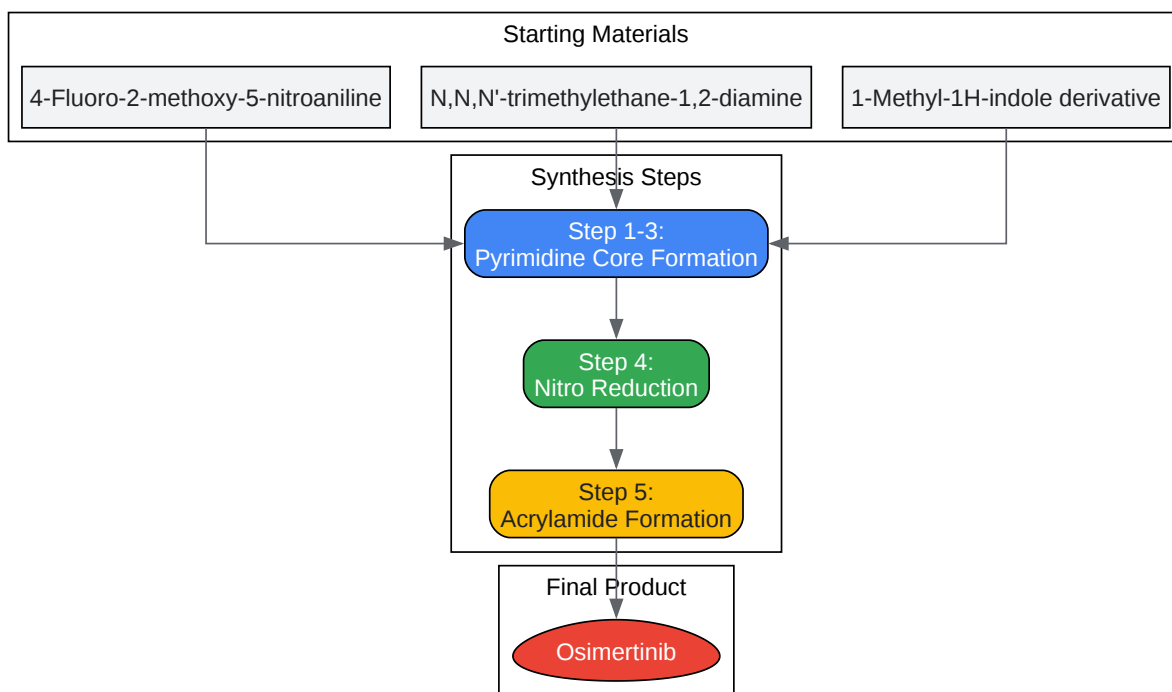 Starting Materials
4-Fluoro-2-methoxy-5-nitroaniline
N,N,N'-trimethylethane-1,2-diamine
1-Methyl-1H-indole derivative
Synthesis Steps
Step 1-3:
Pyrimidine Core Formation
Step 4:
Nitro Reduction
Step 5:
Acrylamide Formation
Final Product
Osimertinib